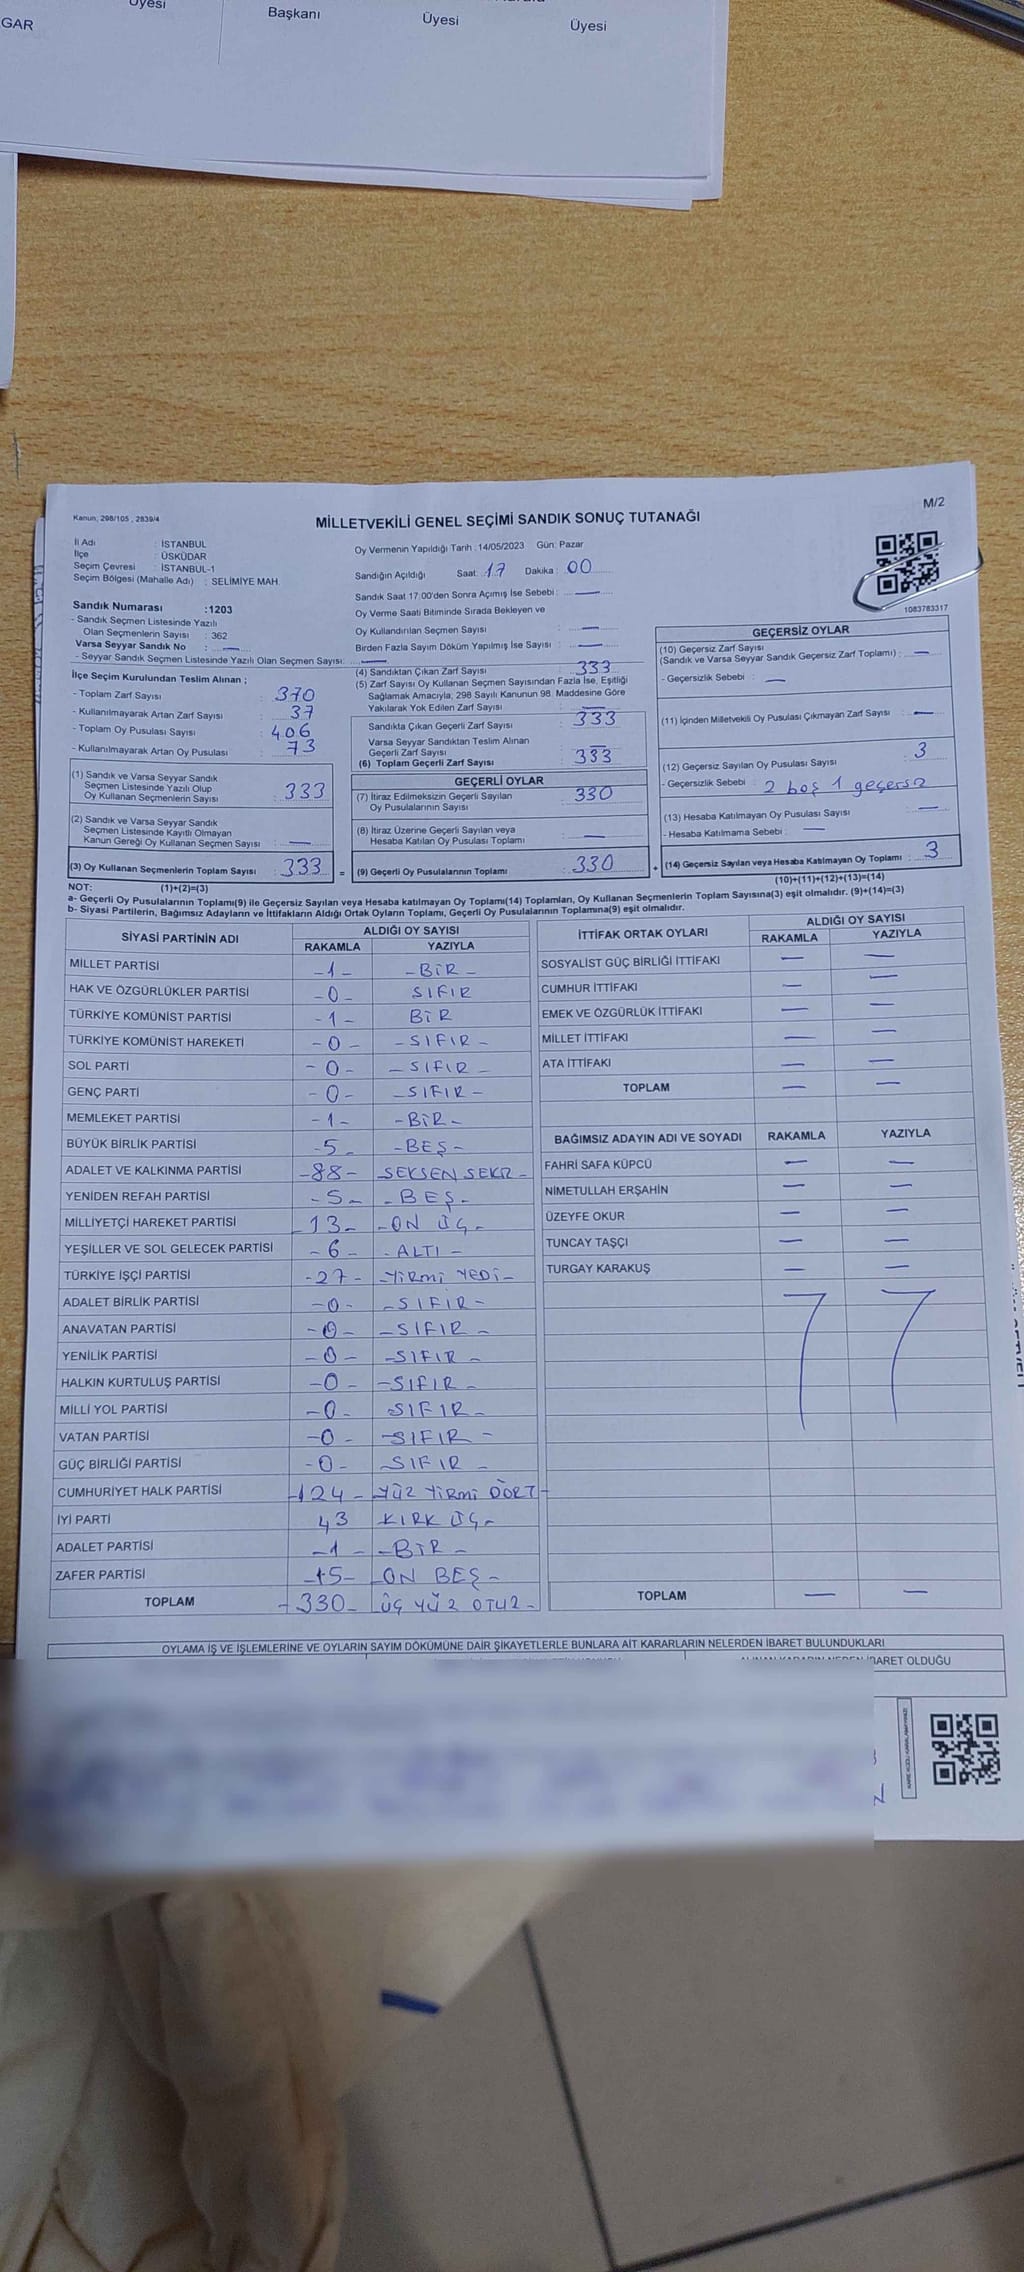 Üyesi
GAR
Başkanı
Üyesi
Üyesi
Kanun; 298/105 , 2839/4
MİLLETVEKİLİ GENEL SEÇİMİ SANDIK SONUÇ TUTANAĞI
M/2
İl Adı : İSTANBUL
İlçe : ÜSKÜDAR
Seçim Çevresi : İSTANBUL-1
Seçim Bölgesi (Mahalle Adı) : SELİMİYE MAH.
Oy Vermenin Yapıldığı Tarih : 14/05/2023 Gün: Pazar
Sandığın Açıldığı Saat: 17 Dakika: 00
Sandık Saat 17:00'den Sonra Açımış İse Sebebi : —
Oy Verme Saati Bitiminde Sırada Bekleyen ve
Oy Kullandırılan Seçmen Sayısı : —
Birden Fazla Sayım Döküm Yapılmış İse Sayısı : —
1083783317
Sandık Numarası :1203
- Sandık Seçmen Listesinde Yazılı
Olan Seçmenlerin Sayısı : 362
Varsa Seyyar Sandık No : —
- Seyyar Sandık Seçmen Listesinde Yazılı Olan Seçmen Sayısı: —
İlçe Seçim Kurulundan Teslim Alınan ;
- Toplam Zarf Sayısı : 370
- Kullanılmayarak Artan Zarf Sayısı : 37
- Toplam Oy Pusulası Sayısı : 406
- Kullanılmayarak Artan Oy Pusulası : 73
(1) Sandık ve Varsa Seyyar Sandık
Seçmen Listesinde Yazılı Olup
Oy Kullanan Seçmenlerin Sayısı : 333
(2) Sandık ve Varsa Seyyar Sandık
Seçmen Listesinde Kayıtlı Olmayan
Kanun Gereği Oy Kullanan Seçmen Sayısı : —
(3) Oy Kullanan Seçmenlerin Toplam Sayısı : 333 =
(4) Sandıktan Çıkan Zarf Sayısı : 333
(5) Zarf Sayısı Oy Kullanan Seçmen Sayısından Fazla İse, Eşitliği
Sağlamak Amacıyla, 298 Sayılı Kanunun 98. Maddesine Göre
Yakılarak Yok Edilen Zarf Sayısı : —
Sandıkta Çıkan Geçerli Zarf Sayısı : 333
Varsa Seyyar Sandıktan Teslim Alınan
Geçerli Zarf Sayısı : —
(6) Toplam Geçerli Zarf Sayısı : 333
GEÇERLİ OYLAR
(7) İtiraz Edilmeksizin Geçerli Sayılan
Oy Pusulalarının Sayısı : 330
(8) İtiraz Üzerine Geçerli Sayılan veya
Hesaba Katılan Oy Pusulası Toplamı : —
(9) Geçerli Oy Pusulalarının Toplamı : 330 +
GEÇERSİZ OYLAR
(10) Geçersiz Zarf Sayısı
(Sandık ve Varsa Seyyar Sandık Geçersiz Zarf Toplamı) : —
- Geçersizlik Sebebi : —
(11) İçinden Milletvekili Oy Pusulası Çıkmayan Zarf Sayısı : —
(12) Geçersiz Sayılan Oy Pusulası Sayısı : 3
- Geçersizlik Sebebi : 2 boş 1 geçersiz
(13) Hesaba Katılmayan Oy Pusulası Sayısı : —
- Hesaba Katılmama Sebebi : —
(14) Geçersiz Sayılan veya Hesaba Katılmayan Oy Toplamı : 3
(10)+(11)+(12)+(13)=(14)
NOT: (1)+(2)=(3)
a- Geçerli Oy Pusulalarının Toplamı(9) ile Geçersiz Sayılan veya Hesaba katılmayan Oy Toplamı(14) Toplamları, Oy Kullanan Seçmenlerin Toplam Sayısına(3) eşit olmalıdır. (9)+(14)=(3)
b- Siyasi Partilerin, Bağımsız Adayların ve İttifakların Aldığı Ortak Oyların Toplamı, Geçerli Oy Pusulalarının Toplamına(9) eşit olmalıdır.
SİYASİ PARTİNİN ADI ALDIĞI OY SAYISI
RAKAMLA YAZIYLA
MİLLET PARTİSİ -1- -BİR-
HAK VE ÖZGÜRLÜKLER PARTİSİ -0- SIFIR
TÜRKİYE KOMÜNİST PARTİSİ -1- BİR
TÜRKİYE KOMÜNİST HAREKETİ -0- -SIFIR-
SOL PARTİ -0- -SIFIR-
GENÇ PARTİ -0- -SIFIR-
MEMLEKET PARTİSİ -1- -BİR-
BÜYÜK BİRLİK PARTİSİ -5- -BEŞ-
ADALET VE KALKINMA PARTİSİ -88- -SEKSEN SEKİZ-
YENİDEN REFAH PARTİSİ -5- -BEŞ-
MİLLİYETÇİ HAREKET PARTİSİ -13- -ON ÜÇ-
YEŞİLLER VE SOL GELECEK PARTİSİ -6- -ALTI-
TÜRKİYE İŞÇİ PARTİSİ -27- -YİRMİ YEDİ-
ADALET BİRLİK PARTİSİ -0- -SIFIR-
ANAVATAN PARTİSİ -0- -SIFIR-
YENİLİK PARTİSİ -0- -SIFIR-
HALKIN KURTULUŞ PARTİSİ -0- -SIFIR-
MİLLİ YOL PARTİSİ -0- SIFIR-
VATAN PARTİSİ -0- -SIFIR-
GÜÇ BİRLİĞİ PARTİSİ -0- -SIFIR-
CUMHURİYET HALK PARTİSİ -124- -YÜZ YİRMİ DÖRT-
İYİ PARTİ 43 -KIRK ÜÇ-
ADALET PARTİSİ -1- -BİR-
ZAFER PARTİSİ -15- -ON BEŞ-
TOPLAM -330- -ÜÇ YÜZ OTUZ-
İTTİFAK ORTAK OYLARI ALDIĞI OY SAYISI
RAKAMLA YAZIYLA
SOSYALİST GÜÇ BİRLİĞİ İTTİFAKI — —
CUMHUR İTTİFAKI — —
EMEK VE ÖZGÜRLÜK İTTİFAKI — —
MİLLET İTTİFAKI — —
ATA İTTİFAKI — —
TOPLAM — —
BAĞIMSIZ ADAYIN ADI VE SOYADI RAKAMLA YAZIYLA
FAHRİ SAFA KÜPCÜ — —
NİMETULLAH ERŞAHİN — —
ÜZEYFE OKUR — —
TUNCAY TAŞÇI — —
TURGAY KARAKUŞ — —
TOPLAM — —
OYLAMA İŞ VE İŞLEMLERİNE VE OYLARIN SAYIM DÖKÜMÜNE DAİR ŞİKAYETLERLE BUNLARA AİT KARARLARIN NELERDEN İBARET BULUNDUKLARI
OLDUĞU